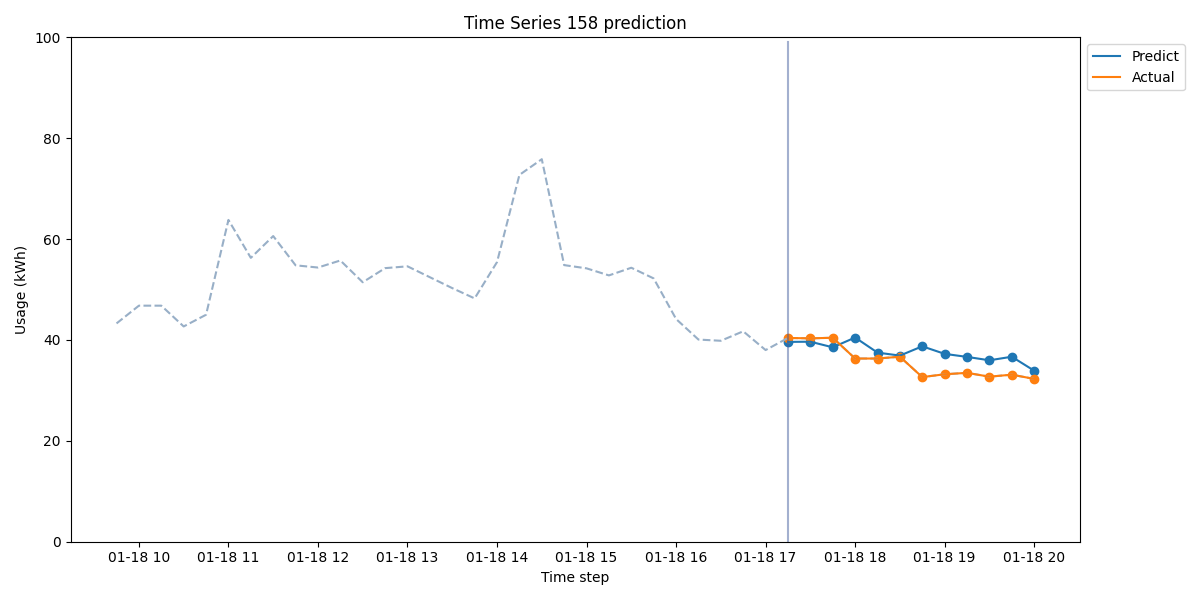 Time Series 158 prediction
Predict
Actual
Usage (kWh)
100
80
60
40
20
0
01-18 10 01-18 11 01-18 12 01-18 13 01-18 14 01-18 15 01-18 16 01-18 17 01-18 18 01-18 19 01-18 20
Time step